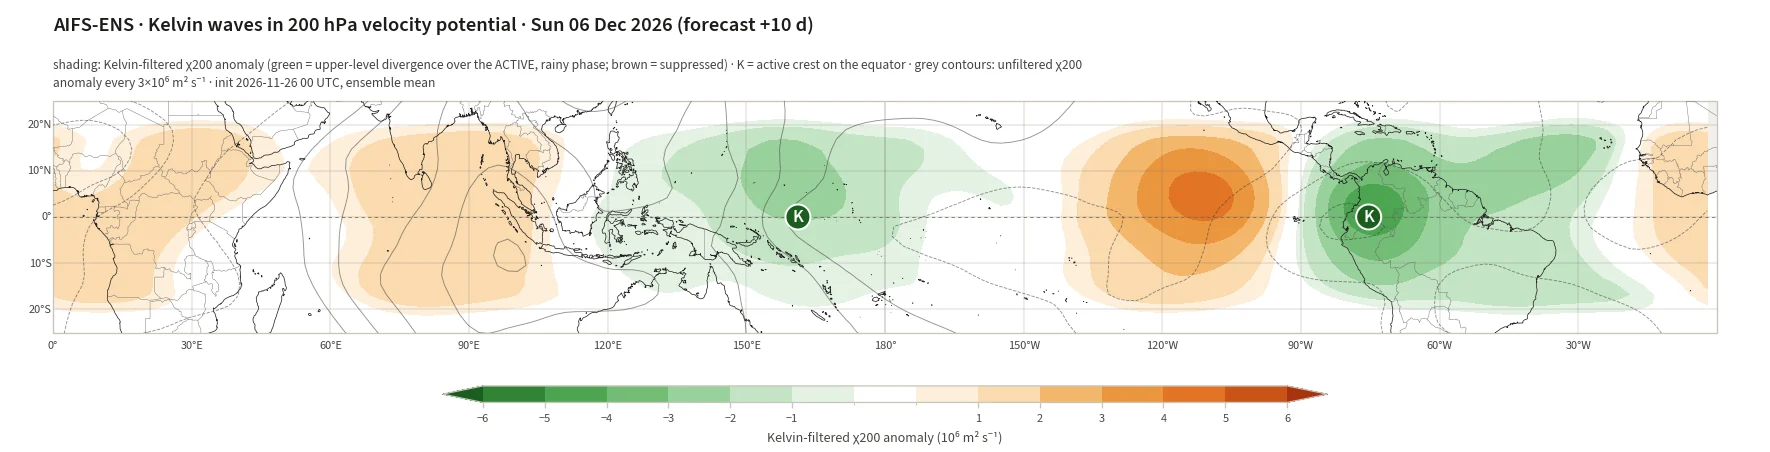 AIFS-ENS · Kelvin waves in 200 hPa velocity potential · Sun 06 Dec 2026 (forecast +10 d)
shading: Kelvin-filtered χ200 anomaly (green = upper-level divergence over the ACTIVE, rainy phase; brown = suppressed) · K = active crest on the equator · grey contours: unfiltered χ200
anomaly every 3×10⁶ m² s⁻¹ · init 2026-11-26 00 UTC, ensemble mean
20°N
10°N
0°
10°S
20°S
K
K
0° 30°E 60°E 90°E 120°E 150°E 180° 150°W 120°W 90°W 60°W 30°W
−6 −5 −4 −3 −2 −1 1 2 3 4 5 6
Kelvin-filtered χ200 anomaly (10⁶ m² s⁻¹)